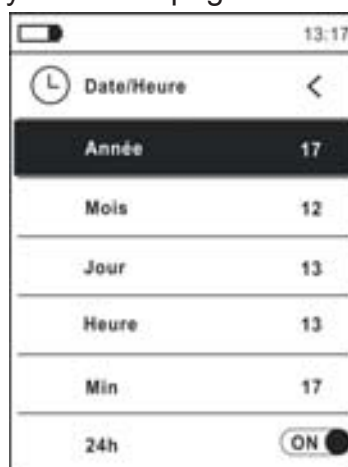 13:17
Date/Heure <
Année 17
Mois 12
Jour 13
Heure 13
Min 17
24h ON